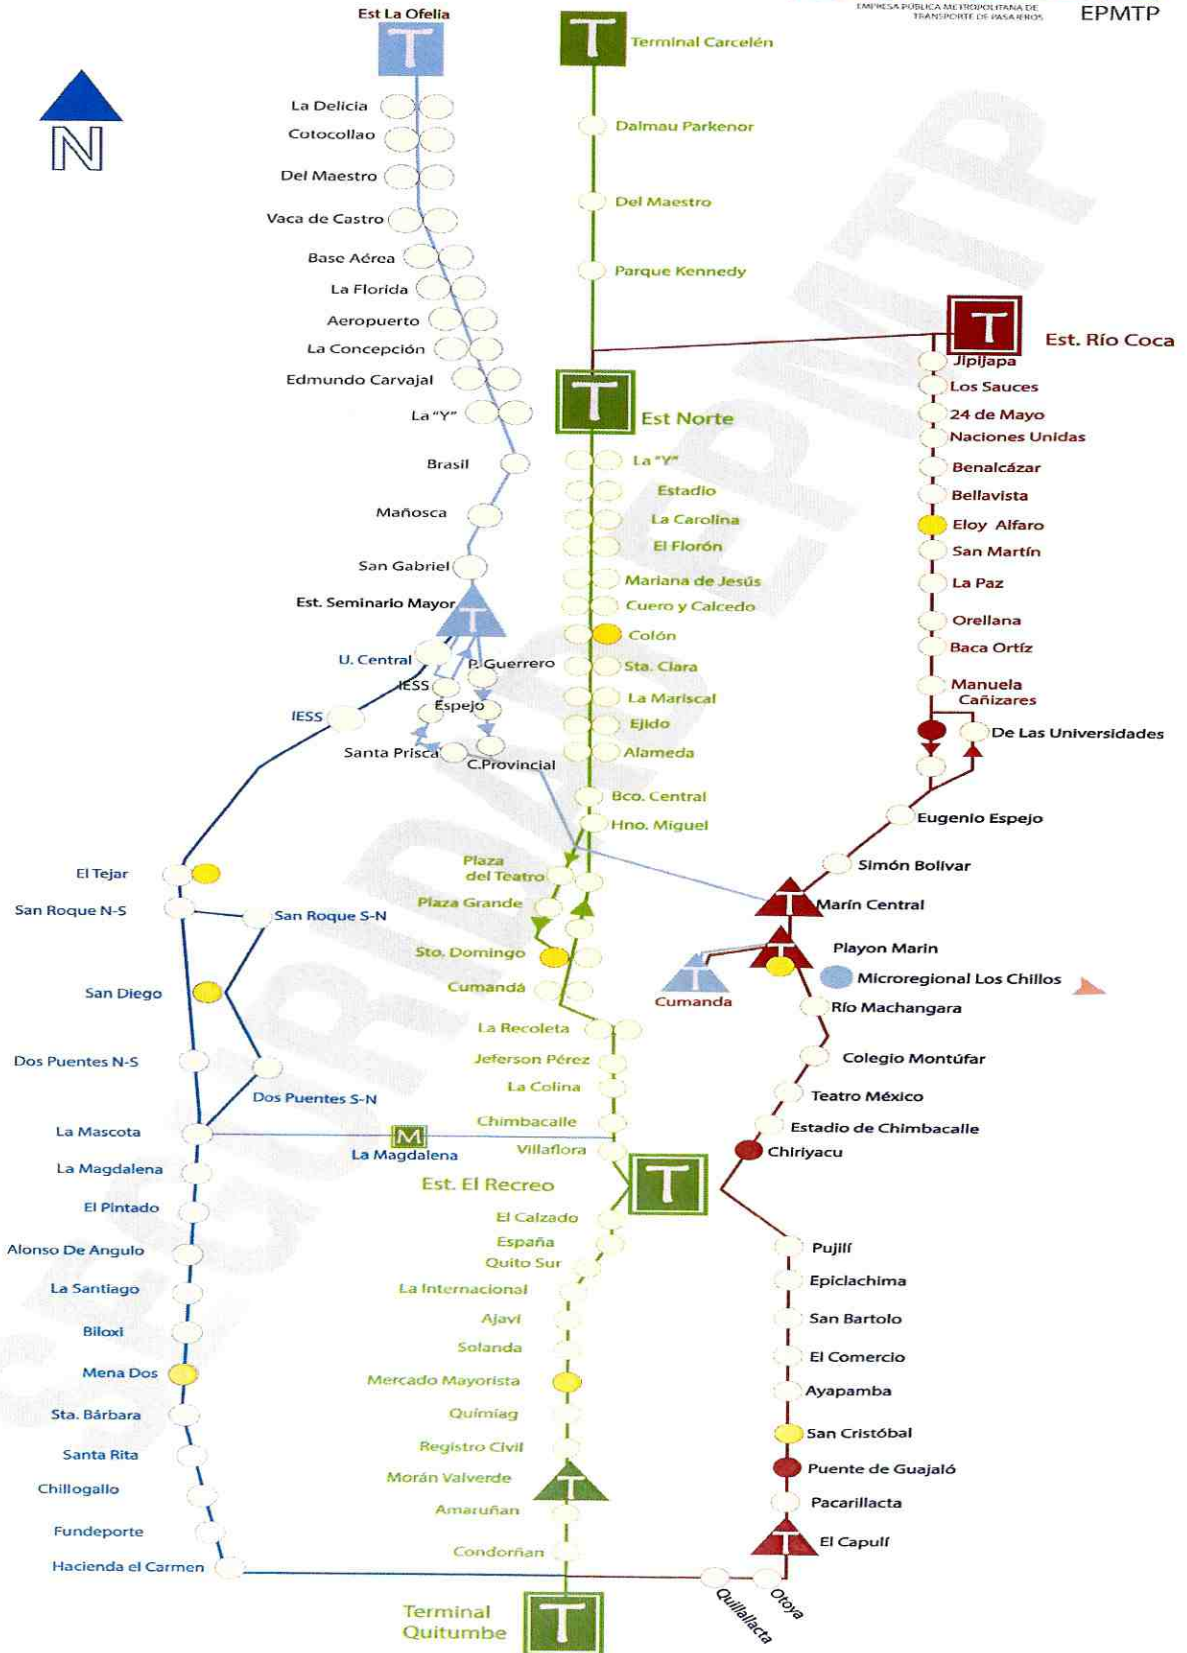 EMPRESA PÚBLICA METROPOLITANA DE
TRANSPORTE DE PASAJEROS
EPMTP
N
Est La Ofelia
T
La Delicia
Cotocollao
Del Maestro
Vaca de Castro
Base Aérea
La Florida
Aeropuerto
La Concepción
Edmundo Carvajal
La "Y"
Brasil
Mañosca
San Gabriel
Est. Seminario Mayor
T
P. Guerrero
IESS
Espejo
Santa Prisca
C.Provincial
U. Central
IESS
El Tejar
San Roque N-S
San Roque S-N
San Diego
Dos Puentes N-S
Dos Puentes S-N
La Mascota
M
La Magdalena
La Magdalena
El Pintado
Alonso De Angulo
La Santiago
Biloxi
Mena Dos
Sta. Bárbara
Santa Rita
Chillogallo
Fundeporte
Hacienda el Carmen
T
Terminal Carcelén
Dalmau Parkenor
Del Maestro
Parque Kennedy
T
Est Norte
La "Y"
Estadio
La Carolina
El Florón
Mariana de Jesús
Cuero y Calcedo
Colón
Sta. Clara
La Mariscal
Ejido
Alameda
Bco. Central
Hno. Miguel
Plaza
del Teatro
Plaza Grande
Sto. Domingo
Cumandá
La Recoleta
Jeferson Pérez
La Colina
Chimbacalle
Villaflora
Est. El Recreo
T
El Calzado
España
Quito Sur
La Internacional
Ajaví
Solanda
Mercado Mayorista
Quimiag
Registro Civil
Morán Valverde
T
Amaruñan
Condorñan
Terminal
Quitumbe
T
T
Est. Río Coca
Jipijapa
Los Sauces
24 de Mayo
Naciones Unidas
Benalcázar
Bellavista
Eloy Alfaro
San Martín
La Paz
Orellana
Baca Ortíz
Manuela
Cañizares
De Las Universidades
Eugenio Espejo
Simón Bolivar
T
Marín Central
T
Playon Marin
T
Cumanda
Microregional Los Chillos
Río Machangara
Colegio Montúfar
Teatro México
Estadio de Chimbacalle
Chiriyacu
Pujilí
Epiclachima
San Bartolo
El Comercio
Ayapamba
San Cristóbal
Puente de Guajaló
Pacarillacta
T
El Capulí
Otoya
Quillallacta
SEGURIDAD EPMTP